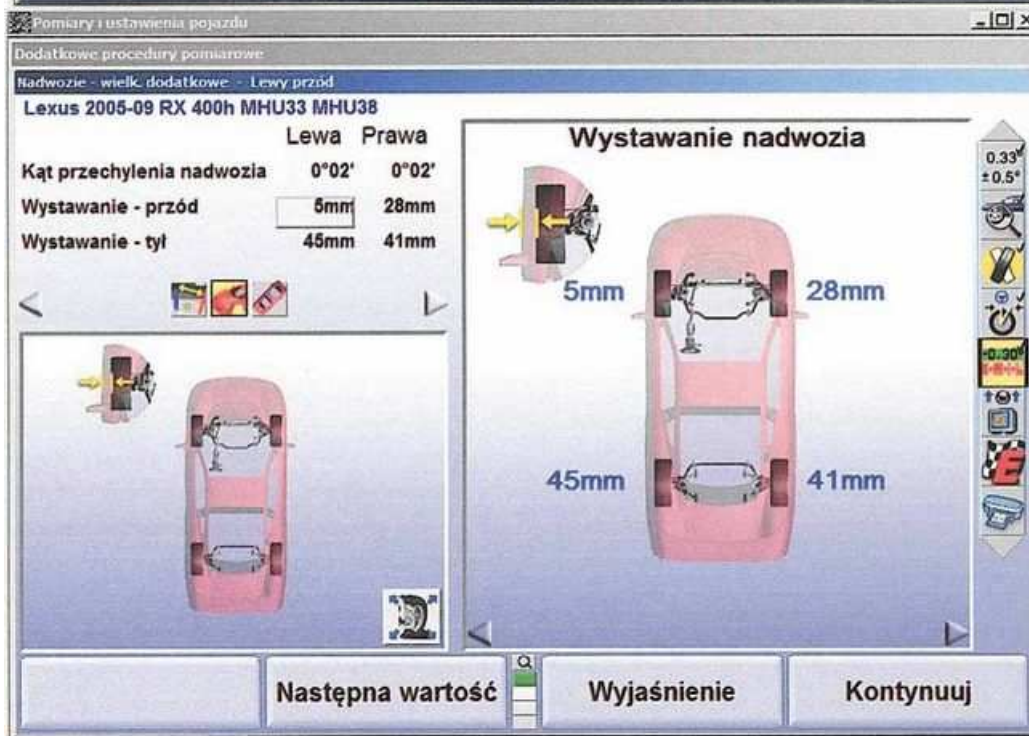 Pomiary i ustawienia pojazdu
Dodatkowe procedury pomiarowe
Nadwozie - wielk. dodatkowe - Lewy przód
Lexus 2005-09 RX 400h MHU33 MHU38
Lewa Prawa
Kąt przechylenia nadwozia 0°02' 0°02'
Wystawanie - przód 5mm 28mm
Wystawanie - tył 45mm 41mm
Wystawanie nadwozia
5mm 28mm
45mm 41mm
0.33
±0.5°
-0.30
E
Następna wartość
Wyjaśnienie
Kontynuuj